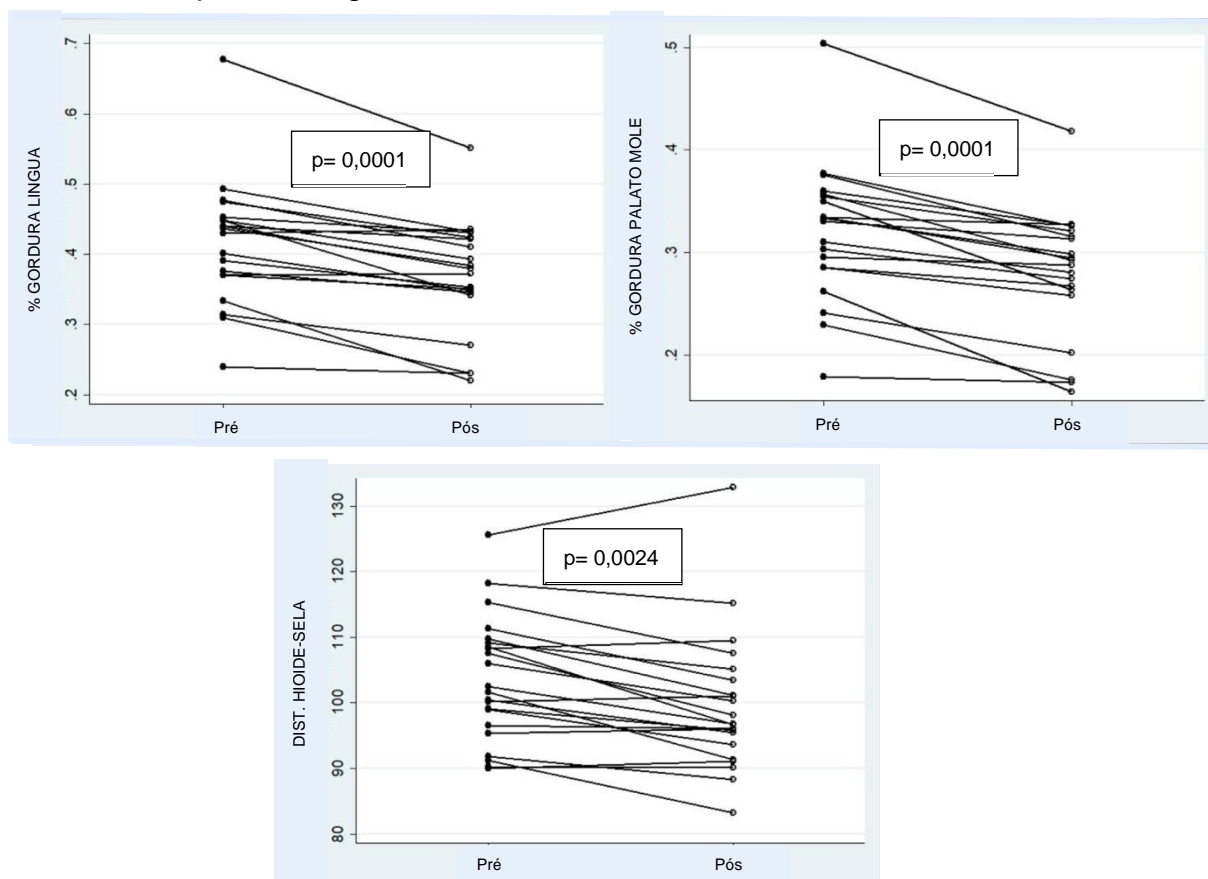 % GORDURA LINGUA
.7
.6
.5
.4
.3
.2
p= 0,0001
Pré
Pós
% GORDURA PALATO MOLE
.5
.4
.3
.2
p= 0,0001
Pré
Pós
DIST. HIOIDE-SELA
130
120
110
100
90
80
p= 0,0024
Pré
Pós